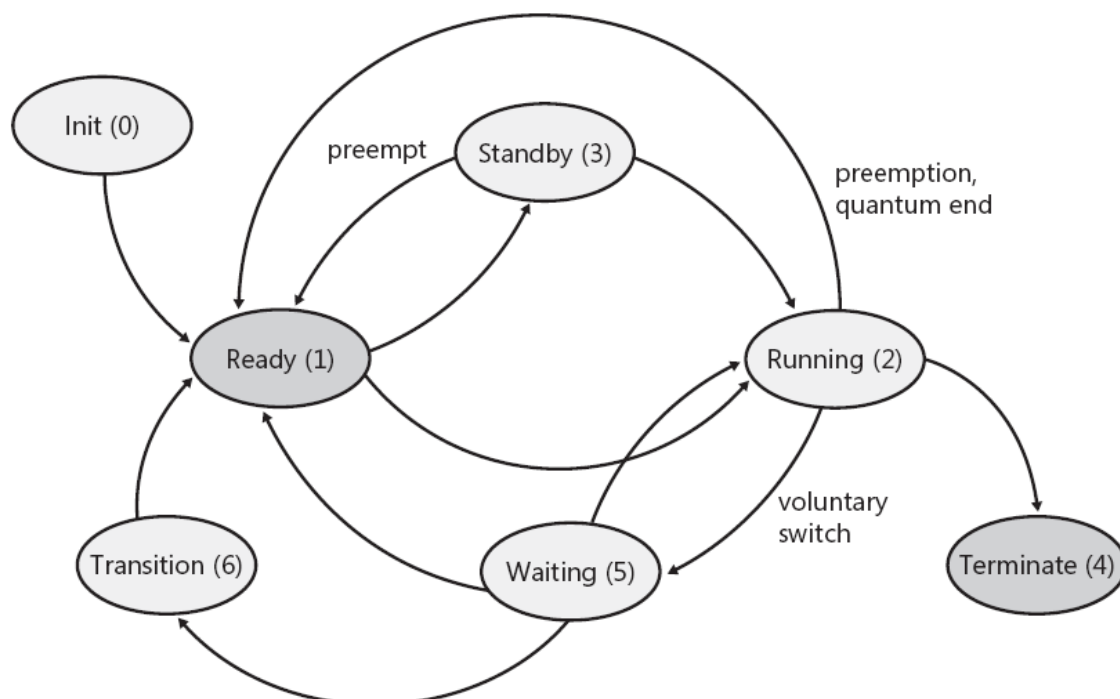 Init (0)
preempt
Standby (3)
preemption,
quantum end
Ready (1)
Running (2)
voluntary
switch
Transition (6)
Waiting (5)
Terminate (4)